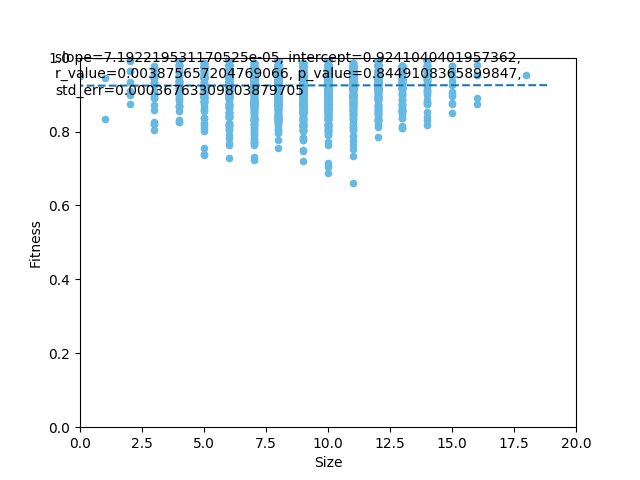 slope=7.192219531170525e-05, intercept=0.9241040401957362,
r_value=0.003875657204769066, p_value=0.8449108365899847,
std_err=0.00036763309803879705
1.0
0.8
0.6
0.4
0.2
0.0
Fitness
0.0 2.5 5.0 7.5 10.0 12.5 15.0 17.5 20.0
Size